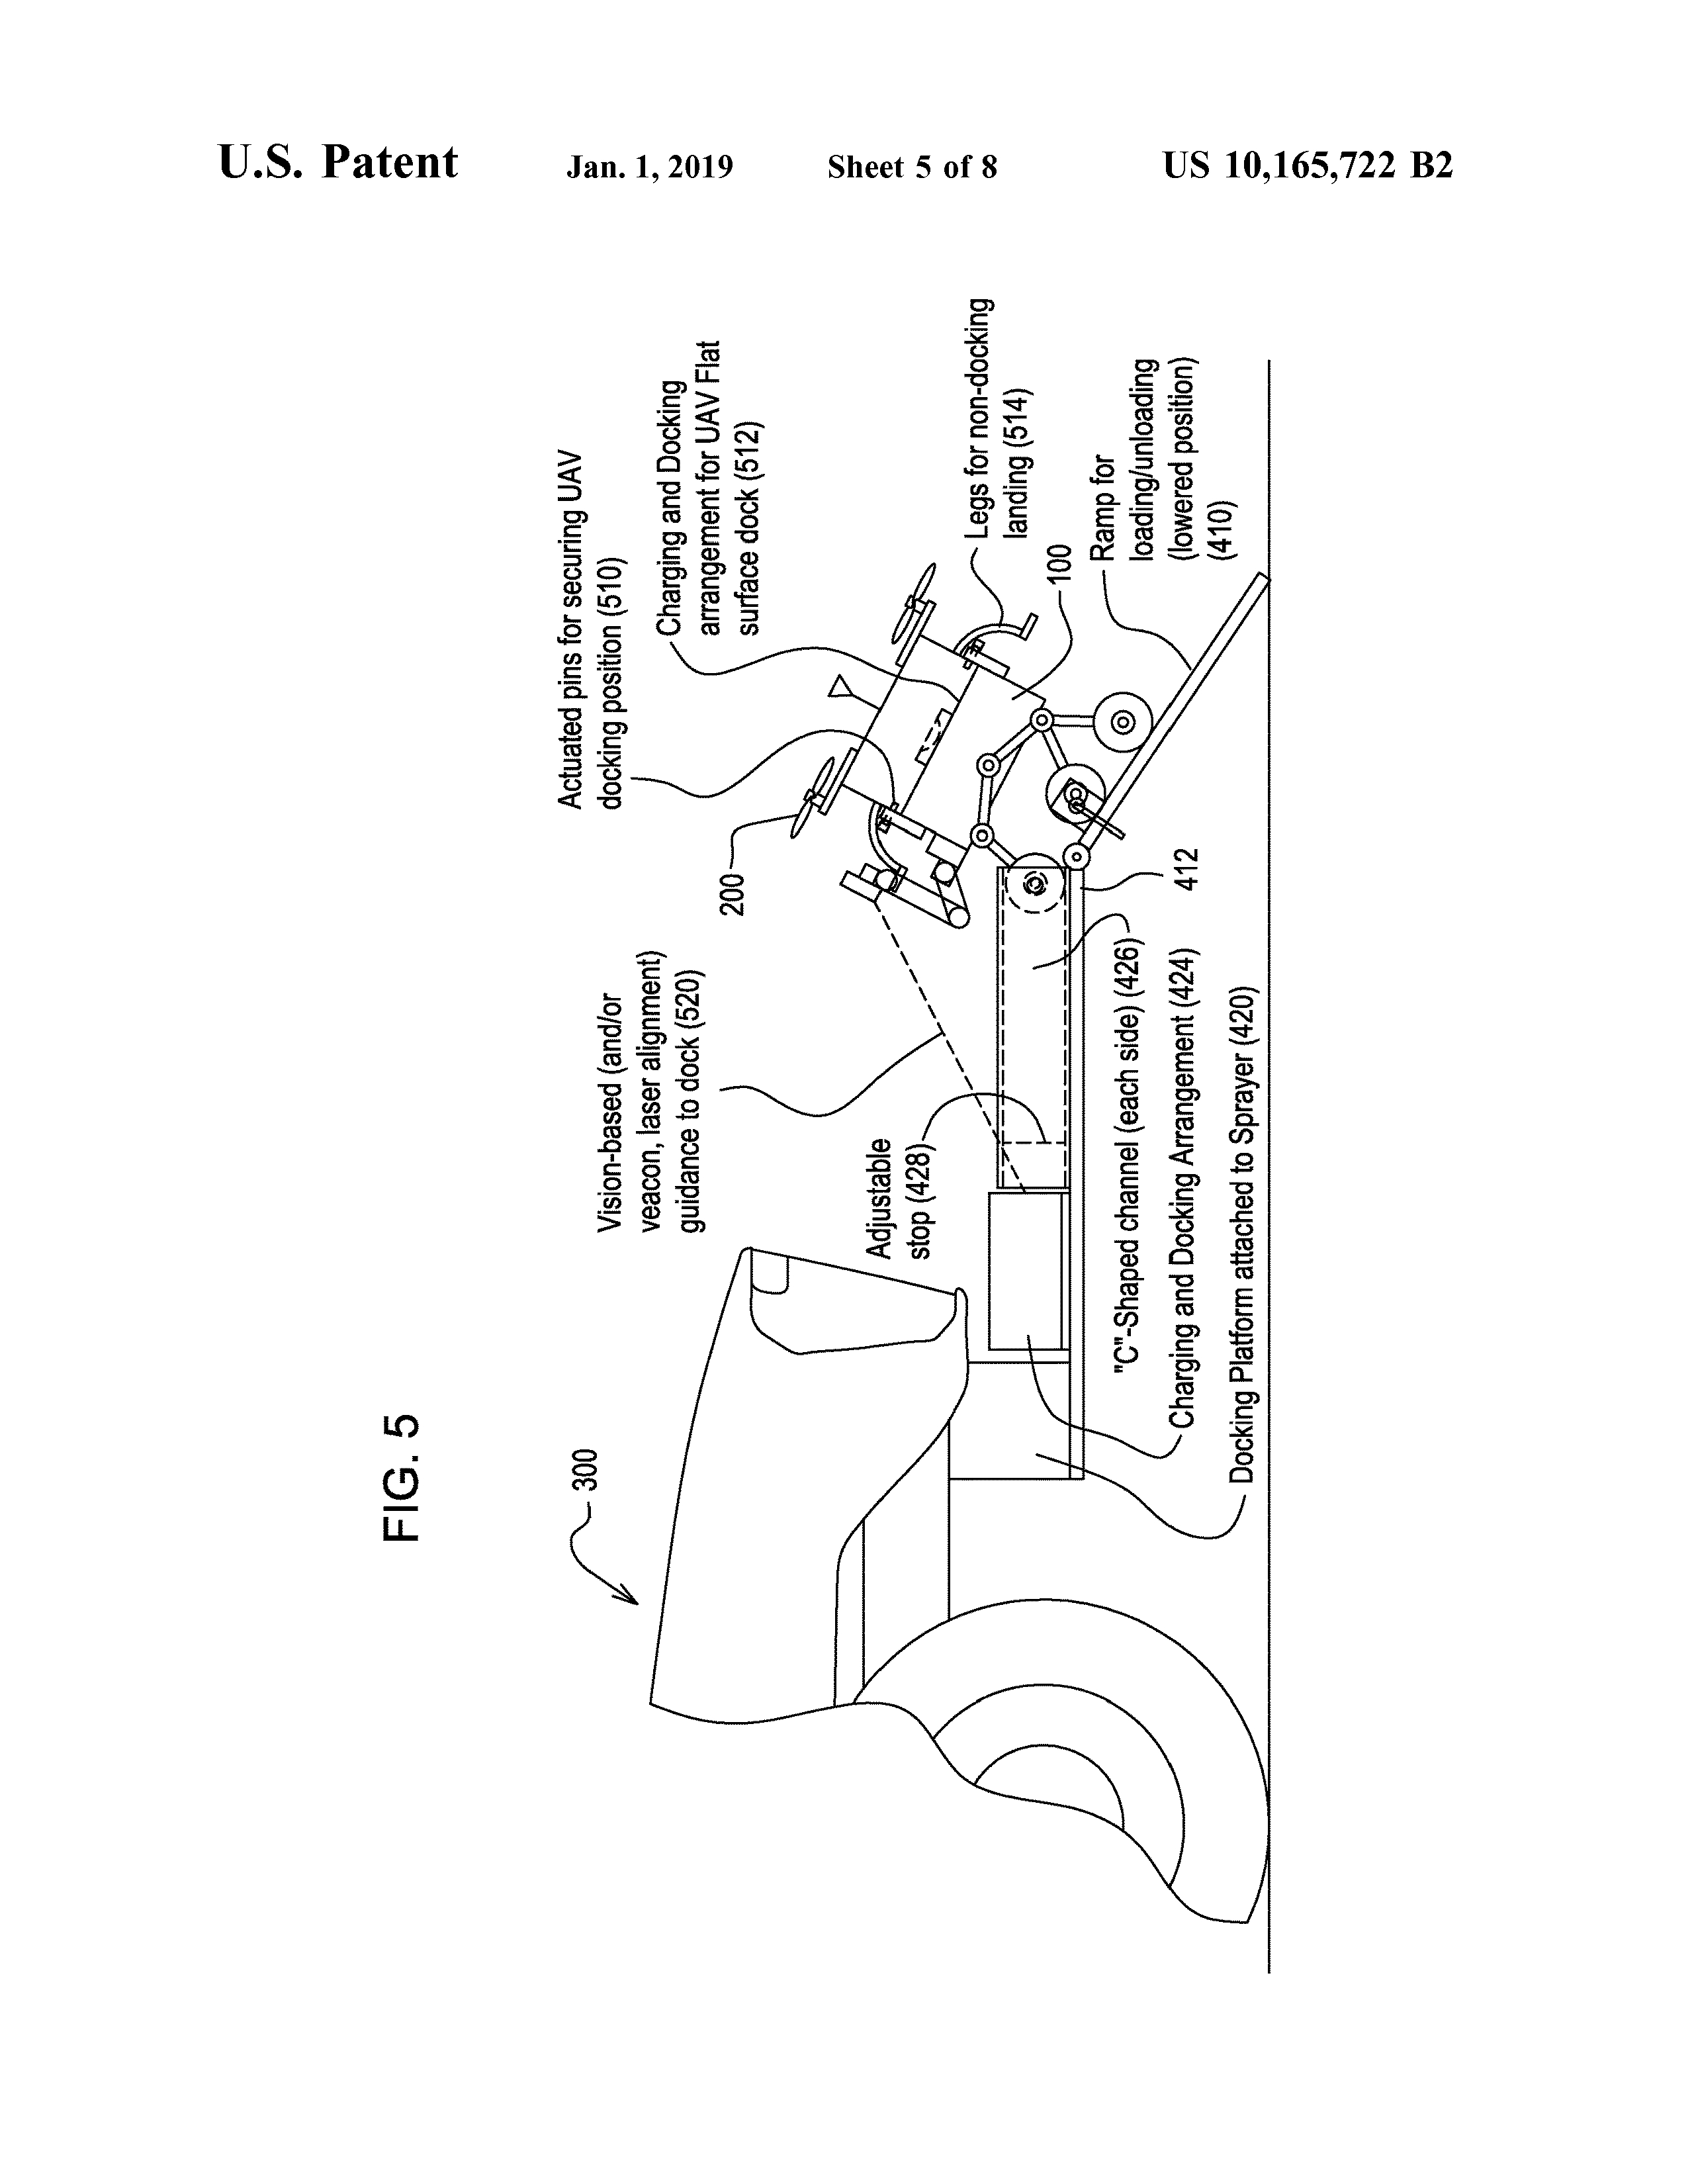 U.S. Patent Jan. 1, 2019 Sheet 5 of 8 US 10,165,722 B2
FIG. 5
300
Vision-based (and/or
veacon, laser alignment)
guidance to dock (520)
200
Actuated pins for securing UAV
docking position (510)
Charging and Docking
arrangement for UAV Flat
surface dock (512)
Adjustable
stop (428)
Legs for non-docking
landing (514)
100
Ramp for
loading/unloading
(lowered position)
(410)
412
"C"-Shaped channel (each side) (426)
Charging and Docking Arrangement (424)
Docking Platform attached to Sprayer (420)